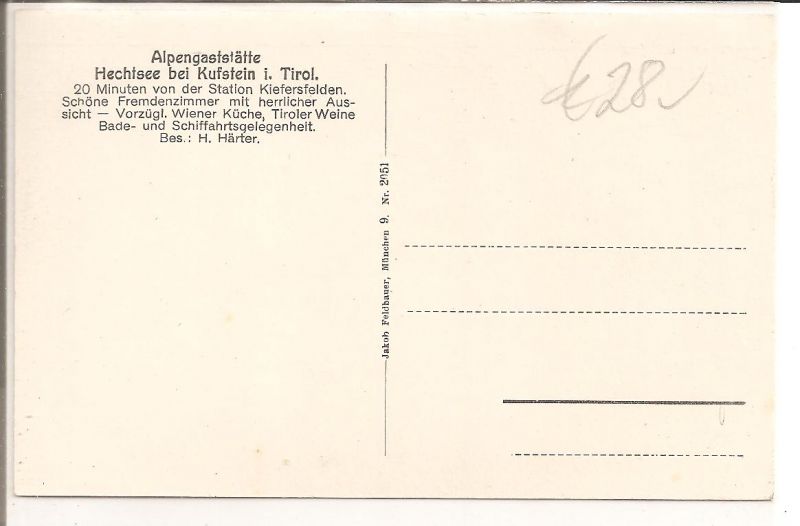 Alpengaststätte
Hechtsee bei Kufstein i. Tirol.
20 Minuten von der Station Kiefersfelden.
Schöne Fremdenzimmer mit herrlicher Aus-
sicht — Vorzügl. Wiener Küche, Tiroler Weine
Bade- und Schiffahrtsgelegenheit.
Bes.: H. Härter.
Jakob Feldbauer, München 9. Nr. 2051
28